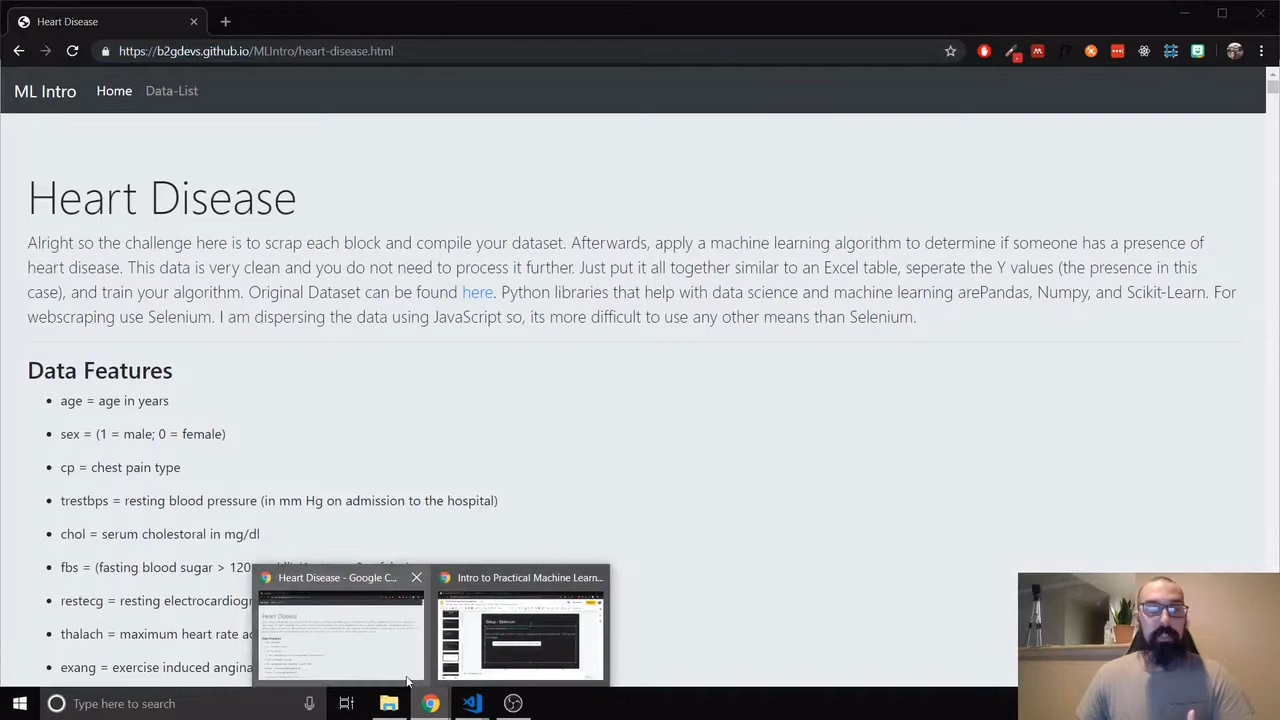 Heart Disease
https://b2gdevs.github.io/MLIntro/heart-disease.html
ML Intro Home Data-List
Heart Disease
Alright so the challenge here is to scrap each block and compile your dataset. Afterwards, apply a machine learning algorithm to determine if someone has a presence of
heart disease. This data is very clean and you do not need to process it further. Just put it all together similar to an Excel table, seperate the Y values (the presence in this
case), and train your algorithm. Original Dataset can be found here. Python libraries that help with data science and machine learning arePandas, Numpy, and Scikit-Learn. For
webscraping use Selenium. I am dispersing the data using JavaScript so, its more difficult to use any other means than Selenium.
Data Features
age = age in years
sex = (1 = male; 0 = female)
cp = chest pain type
trestbps = resting blood pressure (in mm Hg on admission to the hospital)
chol = serum cholestoral in mg/dl
fbs = (fasting blood sugar > 120
restecg = resting electrocardiogr
thalach = maximum heart rate ac
exang = exercise induced angina
Heart Disease - Google C...
Intro to Practical Machine Learn...
Setup - Selenium
Type here to search